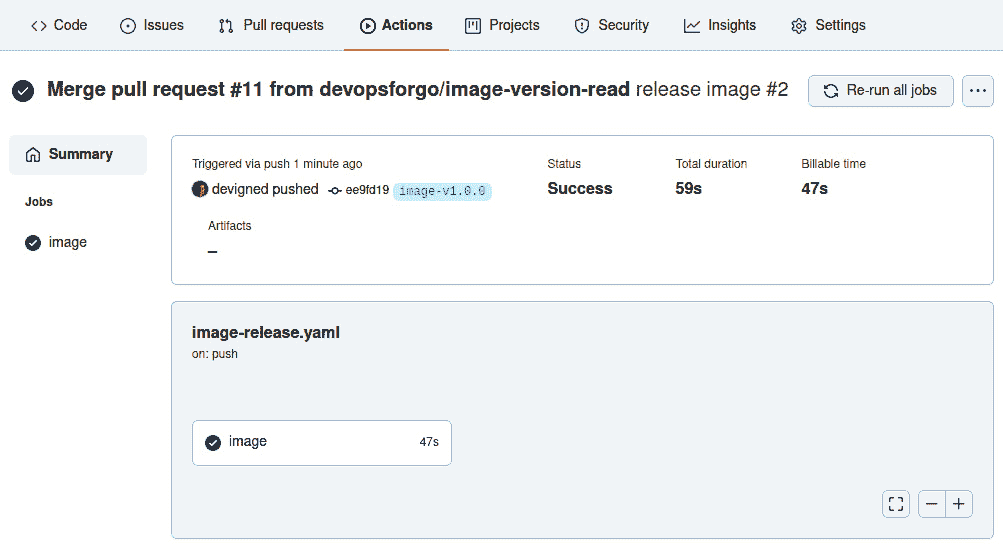 Code Issues Pull requests Actions Projects Security Insights Settings
Merge pull request #11 from devopsforgo/image-version-read release image #2 Re-run all jobs
Summary
Jobs
image
Triggered via push 1 minute ago
devigned pushed ee9fd19 image-v1.0.0
Status
Success
Total duration
59s
Billable time
47s
Artifacts
–
image-release.yaml
on: push
image 47s